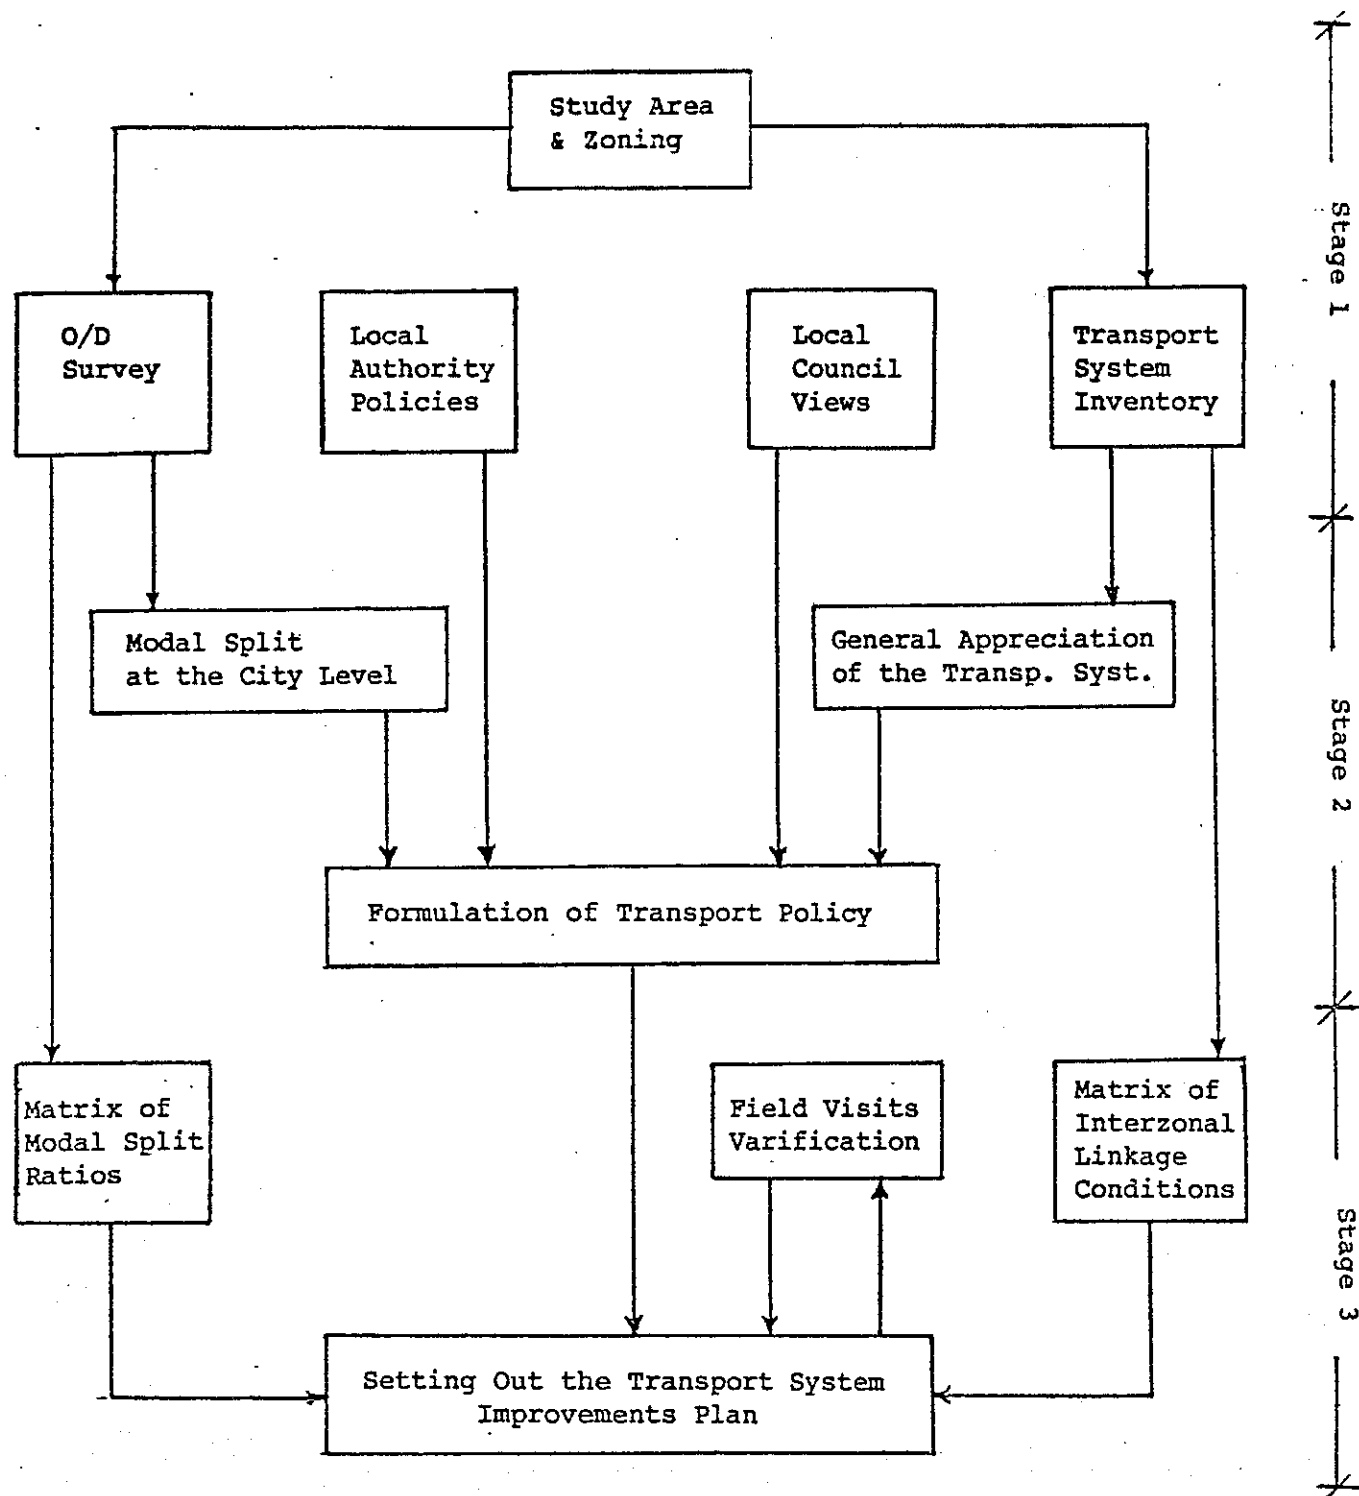 Study Area
& Zoning
O/D
Survey
Local
Authority
Policies
Local
Council
Views
Transport
System
Inventory
Stage 1
Modal Split
at the City Level
General Appreciation
of the Transp. Syst.
Stage 2
Formulation of Transport Policy
Matrix of
Modal Split
Ratios
Field Visits
Varification
Matrix of
Interzonal
Linkage
Conditions
Stage 3
Setting Out the Transport System
Improvements Plan